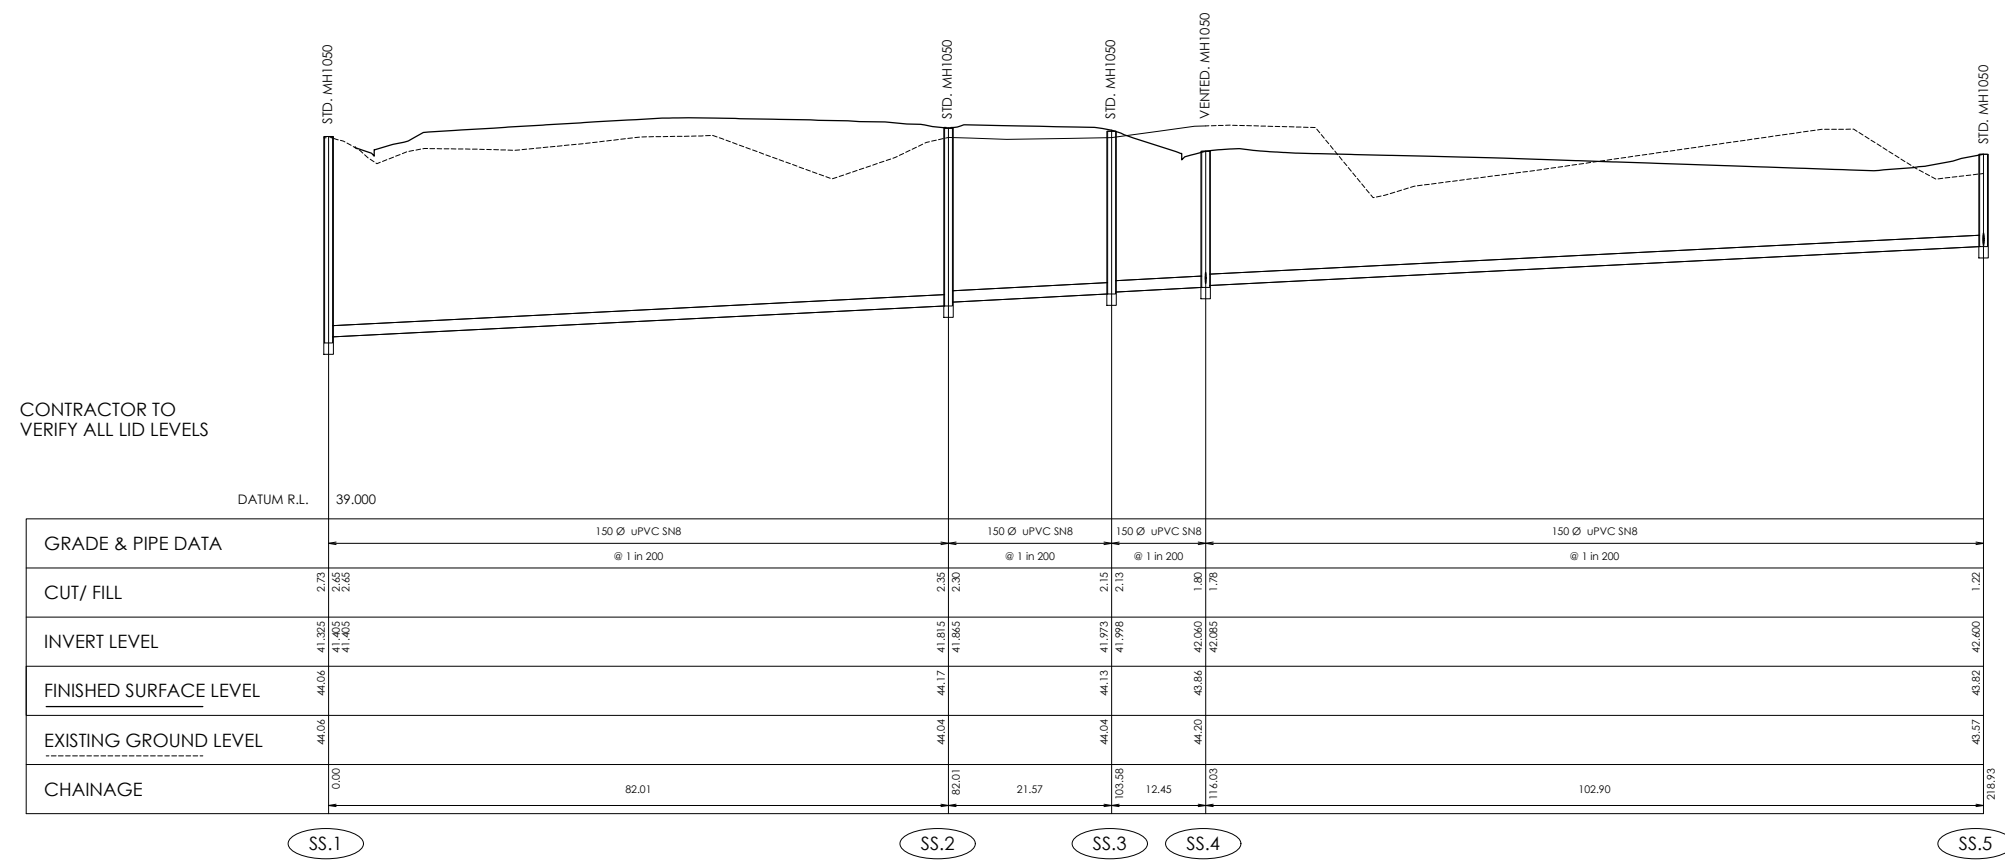 STD. MH1050
STD. MH1050
STD. MH1050
VENTED. MH1050
STD. MH1050
CONTRACTOR TO
VERIFY ALL LID LEVELS
DATUM R.L. 39.000
GRADE & PIPE DATA
150 Ø uPVC SN8
@ 1 in 200
150 Ø uPVC SN8
@ 1 in 200
150 Ø uPVC SN8
@ 1 in 200
150 Ø uPVC SN8
@ 1 in 200
CUT/ FILL
2.73
2.65
2.65
2.35
2.30
2.15
2.13
1.80
1.78
1.22
INVERT LEVEL
41.325
41.405
41.405
41.815
41.865
41.973
41.998
42.060
42.085
42.600
FINISHED SURFACE LEVEL
44.06
44.17
44.13
43.86
43.82
EXISTING GROUND LEVEL
44.06
44.04
44.04
44.20
43.57
CHAINAGE
0.00
82.01
82.01
21.57
103.58
12.45
116.03
102.90
218.93
SS.1
SS.2
SS.3
SS.4
SS.5